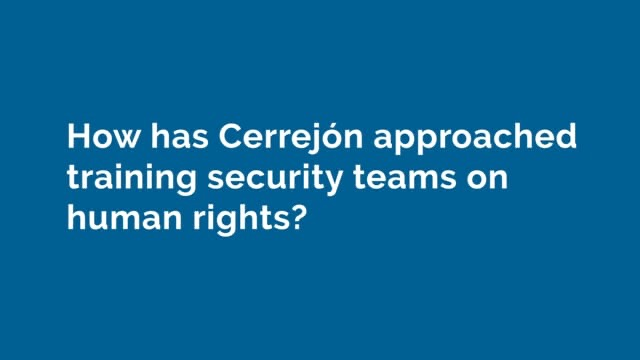 How has Cerrejón approached
training security teams on
human rights?